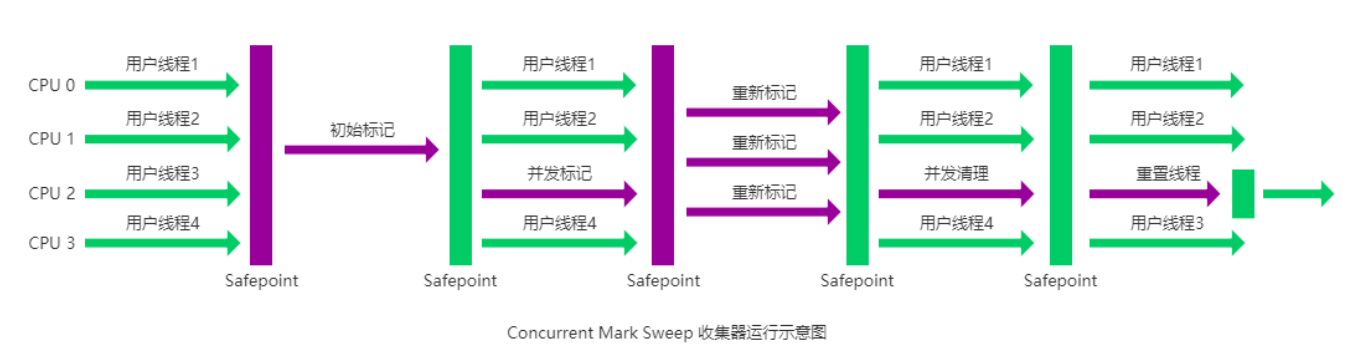 用户线程1 用户线程1 用户线程1 用户线程1
CPU 0
重新标记
用户线程2 用户线程2 用户线程2 用户线程2
初始标记
CPU 1
重新标记
用户线程3 并发标记 并发清理 重置线程
CPU 2
重新标记
用户线程4 用户线程4 用户线程4 用户线程3
CPU 3
Safepoint Safepoint Safepoint Safepoint Safepoint
Concurrent Mark Sweep 收集器运行示意图